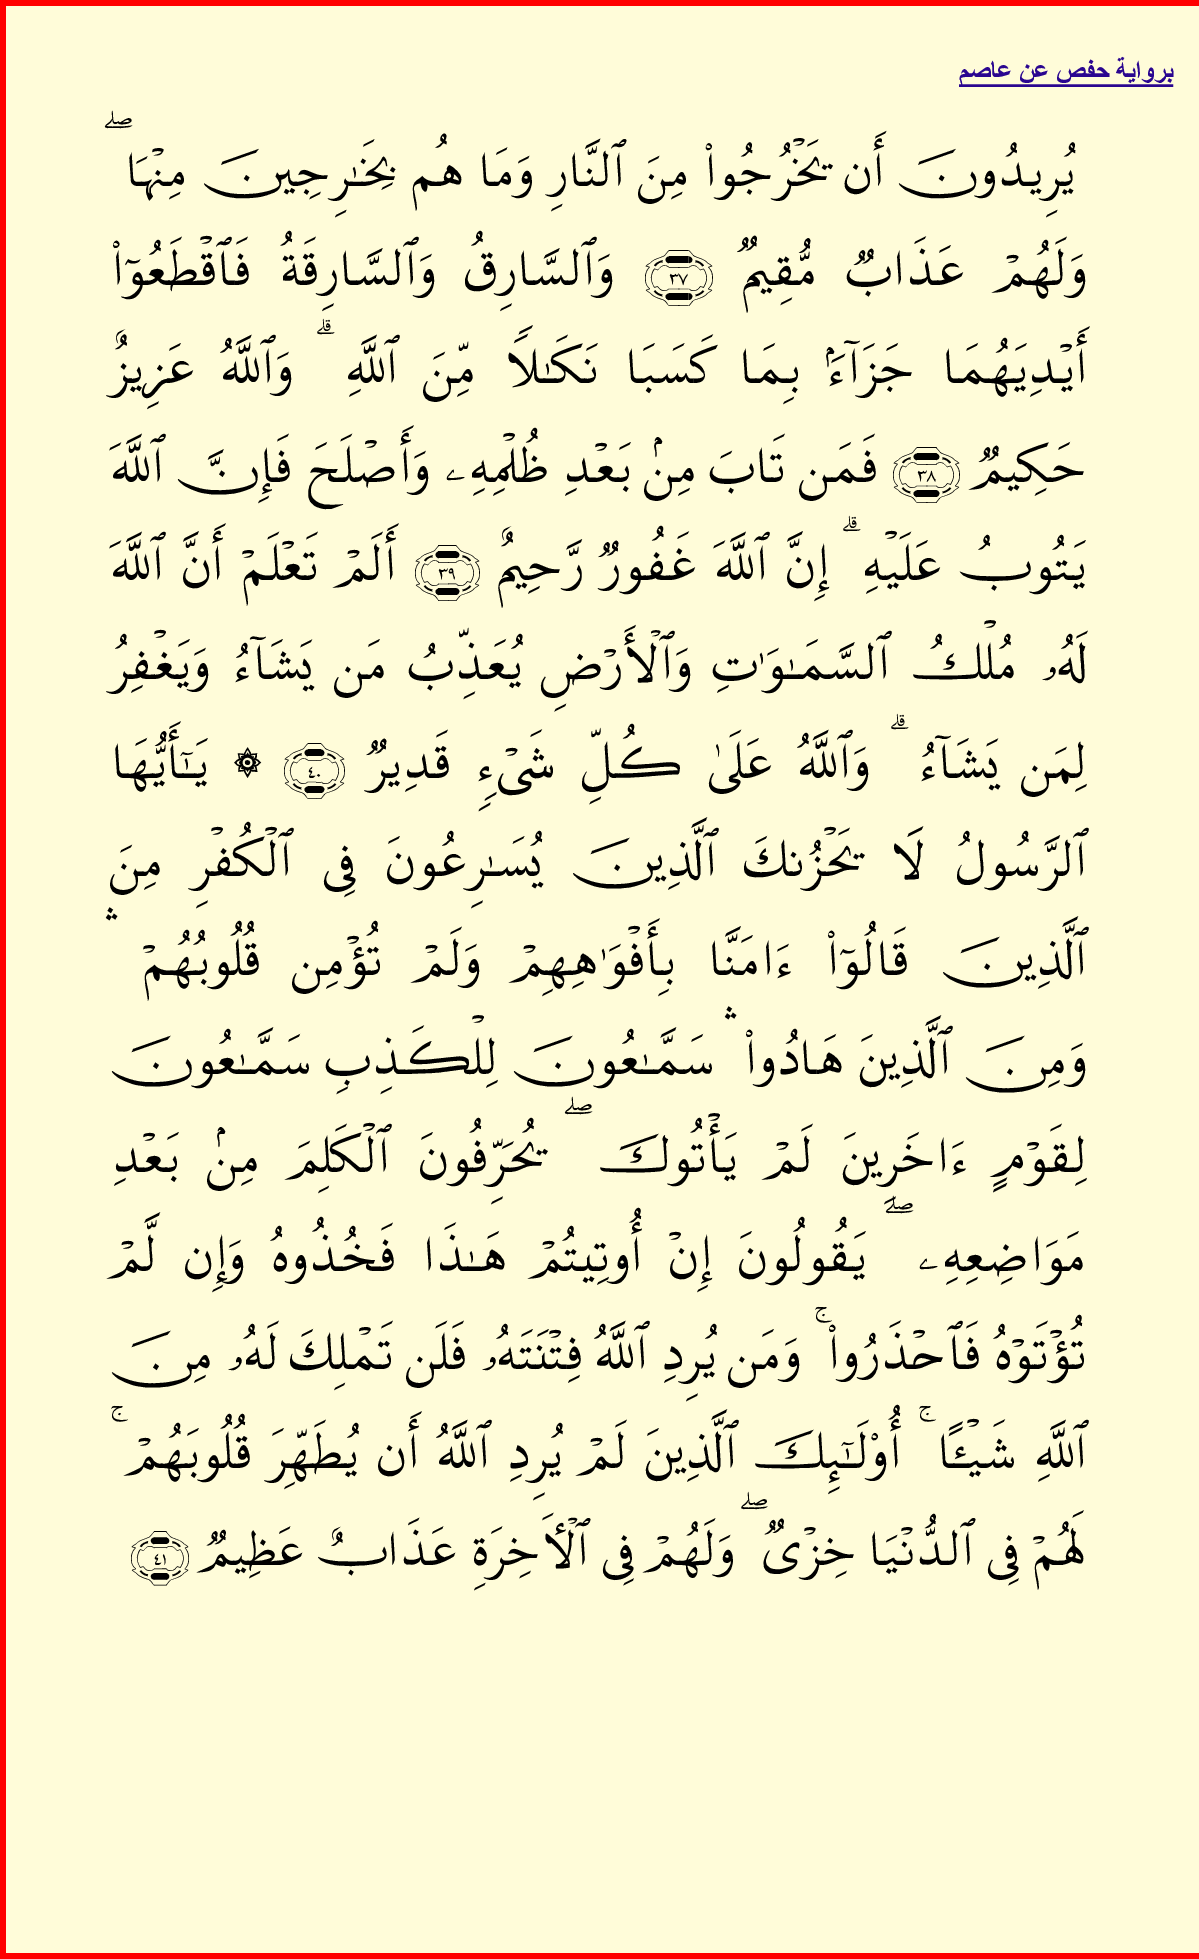 برواية حفص عن عاصم
يُرِيدُونَ أَن يَخْرُجُوا۟ مِنَ ٱلنَّارِ وَمَا هُم بِخَـٰرِجِينَ مِنْهَا ۖ
وَلَهُمْ عَذَابٌ مُّقِيمٌ ٣٧ وَٱلسَّارِقُ وَٱلسَّارِقَةُ فَٱقْطَعُوٓا۟
أَيْدِيَهُمَا جَزَآءًۢ بِمَا كَسَبَا نَكَـٰلًا مِّنَ ٱللَّهِ ۗ وَٱللَّهُ عَزِيزٌ
حَكِيمٌ ٣٨ فَمَن تَابَ مِنۢ بَعْدِ ظُلْمِهِۦ وَأَصْلَحَ فَإِنَّ ٱللَّهَ
يَتُوبُ عَلَيْهِ ۗ إِنَّ ٱللَّهَ غَفُورٌ رَّحِيمٌ ٣٩ أَلَمْ تَعْلَمْ أَنَّ ٱللَّهَ
لَهُۥ مُلْكُ ٱلسَّمَـٰوَٰتِ وَٱلْأَرْضِ يُعَذِّبُ مَن يَشَآءُ وَيَغْفِرُ
لِمَن يَشَآءُ ۗ وَٱللَّهُ عَلَىٰ كُلِّ شَىْءٍ قَدِيرٌ ٤٠ ۞ يَـٰٓأَيُّهَا
ٱلرَّسُولُ لَا يَحْزُنكَ ٱلَّذِينَ يُسَـٰرِعُونَ فِى ٱلْكُفْرِ مِنَ
ٱلَّذِينَ قَالُوٓا۟ ءَامَنَّا بِأَفْوَٰهِهِمْ وَلَمْ تُؤْمِن قُلُوبُهُمْ ۛ
وَمِنَ ٱلَّذِينَ هَادُوا۟ ۛ سَمَّـٰعُونَ لِلْكَذِبِ سَمَّـٰعُونَ
لِقَوْمٍ ءَاخَرِينَ لَمْ يَأْتُوكَ ۖ يُحَرِّفُونَ ٱلْكَلِمَ مِنۢ بَعْدِ
مَوَاضِعِهِۦ ۖ يَقُولُونَ إِنْ أُوتِيتُمْ هَـٰذَا فَخُذُوهُ وَإِن لَّمْ
تُؤْتَوْهُ فَٱحْذَرُوا۟ ۚ وَمَن يُرِدِ ٱللَّهُ فِتْنَتَهُۥ فَلَن تَمْلِكَ لَهُۥ مِنَ
ٱللَّهِ شَيْـًٔا ۚ أُو۟لَـٰٓئِكَ ٱلَّذِينَ لَمْ يُرِدِ ٱللَّهُ أَن يُطَهِّرَ قُلُوبَهُمْ ۚ
لَهُمْ فِى ٱلدُّنْيَا خِزْىٌ ۖ وَلَهُمْ فِى ٱلْـَٔاخِرَةِ عَذَابٌ عَظِيمٌ ٤١